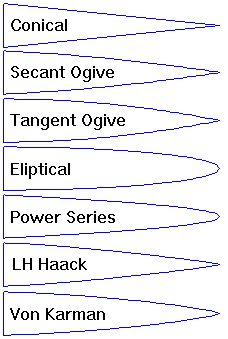 Conical
Secant Ogive
Tangent Ogive
Eliptical
Power Series
LH Haack
Von Karman